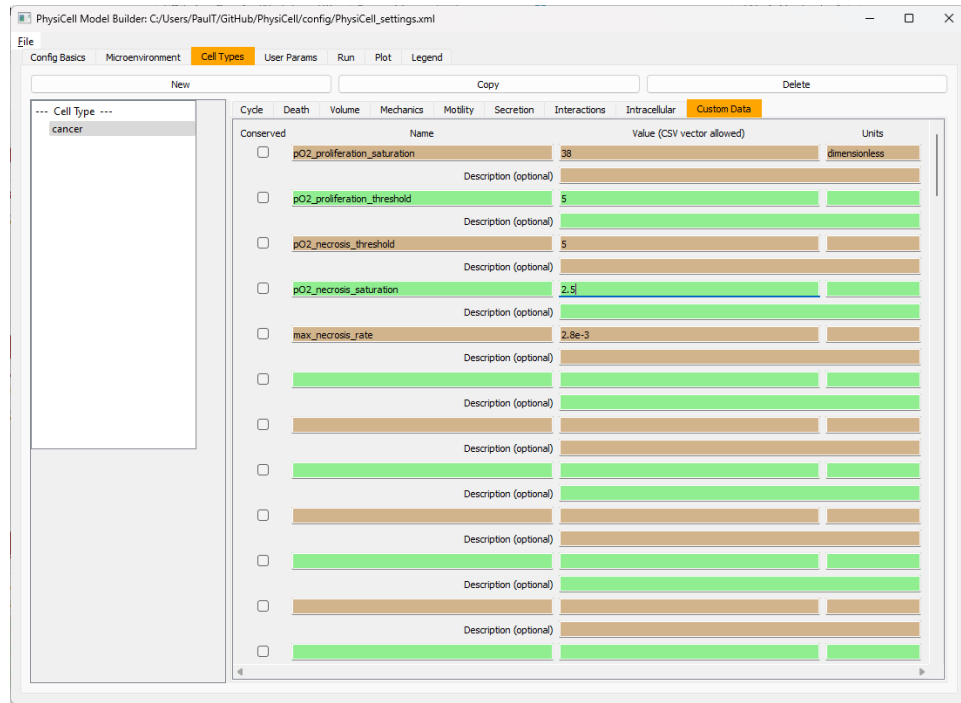 PhysiCell Model Builder: C:/Users/PaulT/GitHub/PhysiCell/config/PhysiCell_settings.xml
File
Config Basics Microenvironment Cell Types User Params Run Plot Legend
New Copy Delete
--- Cell Type ---
cancer
Cycle Death Volume Mechanics Motility Secretion Interactions Intracellular Custom Data
Conserved Name Value (CSV vector allowed) Units
pO2_proliferation_saturation 38 dimensionless
Description (optional)
pO2_proliferation_threshold 5
Description (optional)
pO2_necrosis_threshold 5
Description (optional)
pO2_necrosis_saturation 2.5
Description (optional)
max_necrosis_rate 2.8e-3
Description (optional)
Description (optional)
Description (optional)
Description (optional)
Description (optional)
Description (optional)
Description (optional)